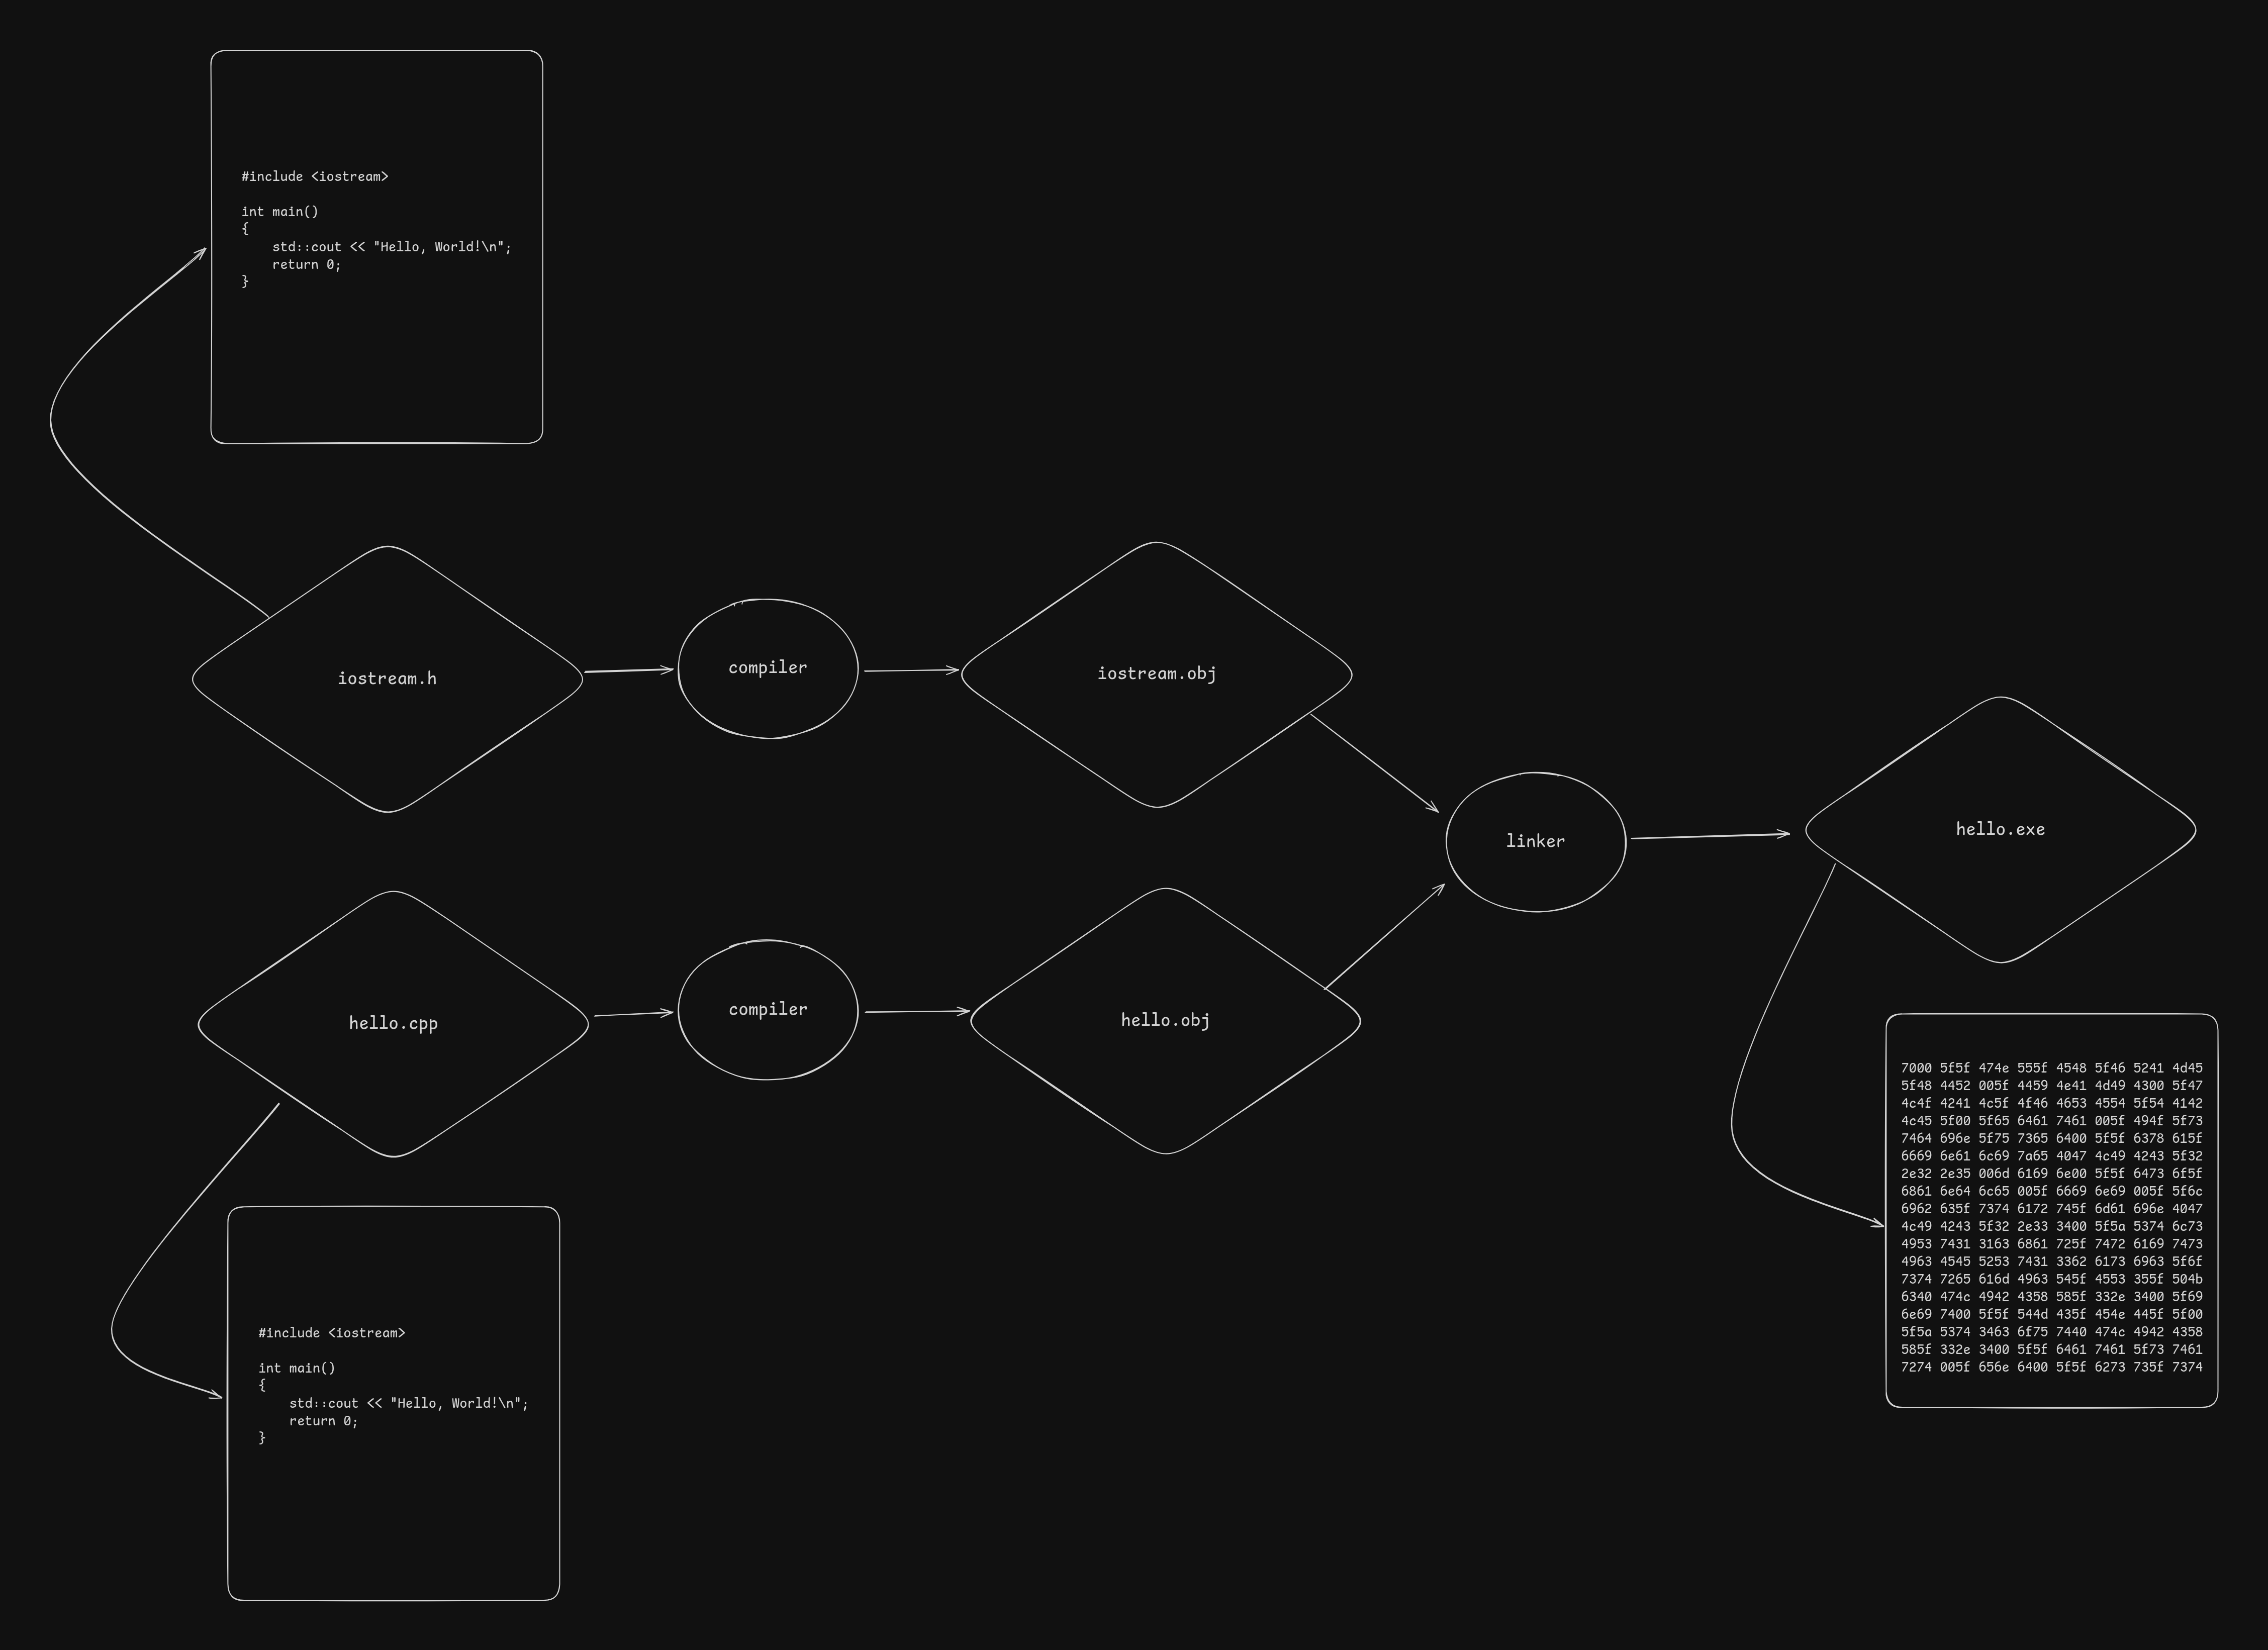 #include <iostream>

int main()
{
    std::cout << "Hello, World!\n";
    return 0;
}
iostream.h
compiler
iostream.obj
linker
hello.exe
hello.cpp
compiler
hello.obj
#include <iostream>

int main()
{
    std::cout << "Hello, World!\n";
    return 0;
}
7000 5f5f 474e 555f 4548 5f46 5241 4d45
5f48 4452 005f 4459 4e41 4d49 4300 5f47
4c4f 4241 4c5f 4f46 4653 4554 5f54 4142
4c45 5f00 5f65 6461 7461 005f 494f 5f73
7464 696e 5f75 7365 6400 5f5f 6378 615f
6669 6e61 6c69 7a65 4047 4c49 4243 5f32
2e32 2e35 006d 6169 6e00 5f5f 6473 6f5f
6861 6e64 6c65 005f 6669 6e69 005f 5f6c
6962 635f 7374 6172 745f 6d61 696e 4047
4c49 4243 5f32 2e33 3400 5f5a 5374 6c73
4953 7431 3163 6861 725f 7472 6169 7473
4963 4545 5253 7431 3362 6173 6963 5f6f
7374 7265 616d 4963 545f 4553 355f 504b
6340 474c 4942 4358 585f 332e 3400 5f69
6e69 7400 5f5f 544d 435f 454e 445f 5f00
5f5a 5374 3463 6f75 7440 474c 4942 4358
585f 332e 3400 5f5f 6461 7461 5f73 7461
7274 005f 656e 6400 5f5f 6273 735f 7374